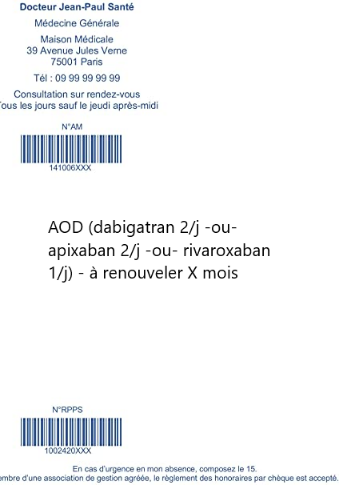 Docteur Jean-Paul Santé
Médecine Générale
Maison Médicale
39 Avenue Jules Verne
75001 Paris
Tél : 09 99 99 99 99
Consultation sur rendez-vous
Tous les jours sauf le jeudi après-midi
N°AM
141006XXX
AOD (dabigatran 2/j -ou-
apixaban 2/j -ou- rivaroxaban
1/j) - à renouveler X mois
N°RPPS
1002420XXX
En cas d'urgence en mon absence, composez le 15.
embre d'une association de gestion agréée, le règlement des honoraires par chèque est accepté.